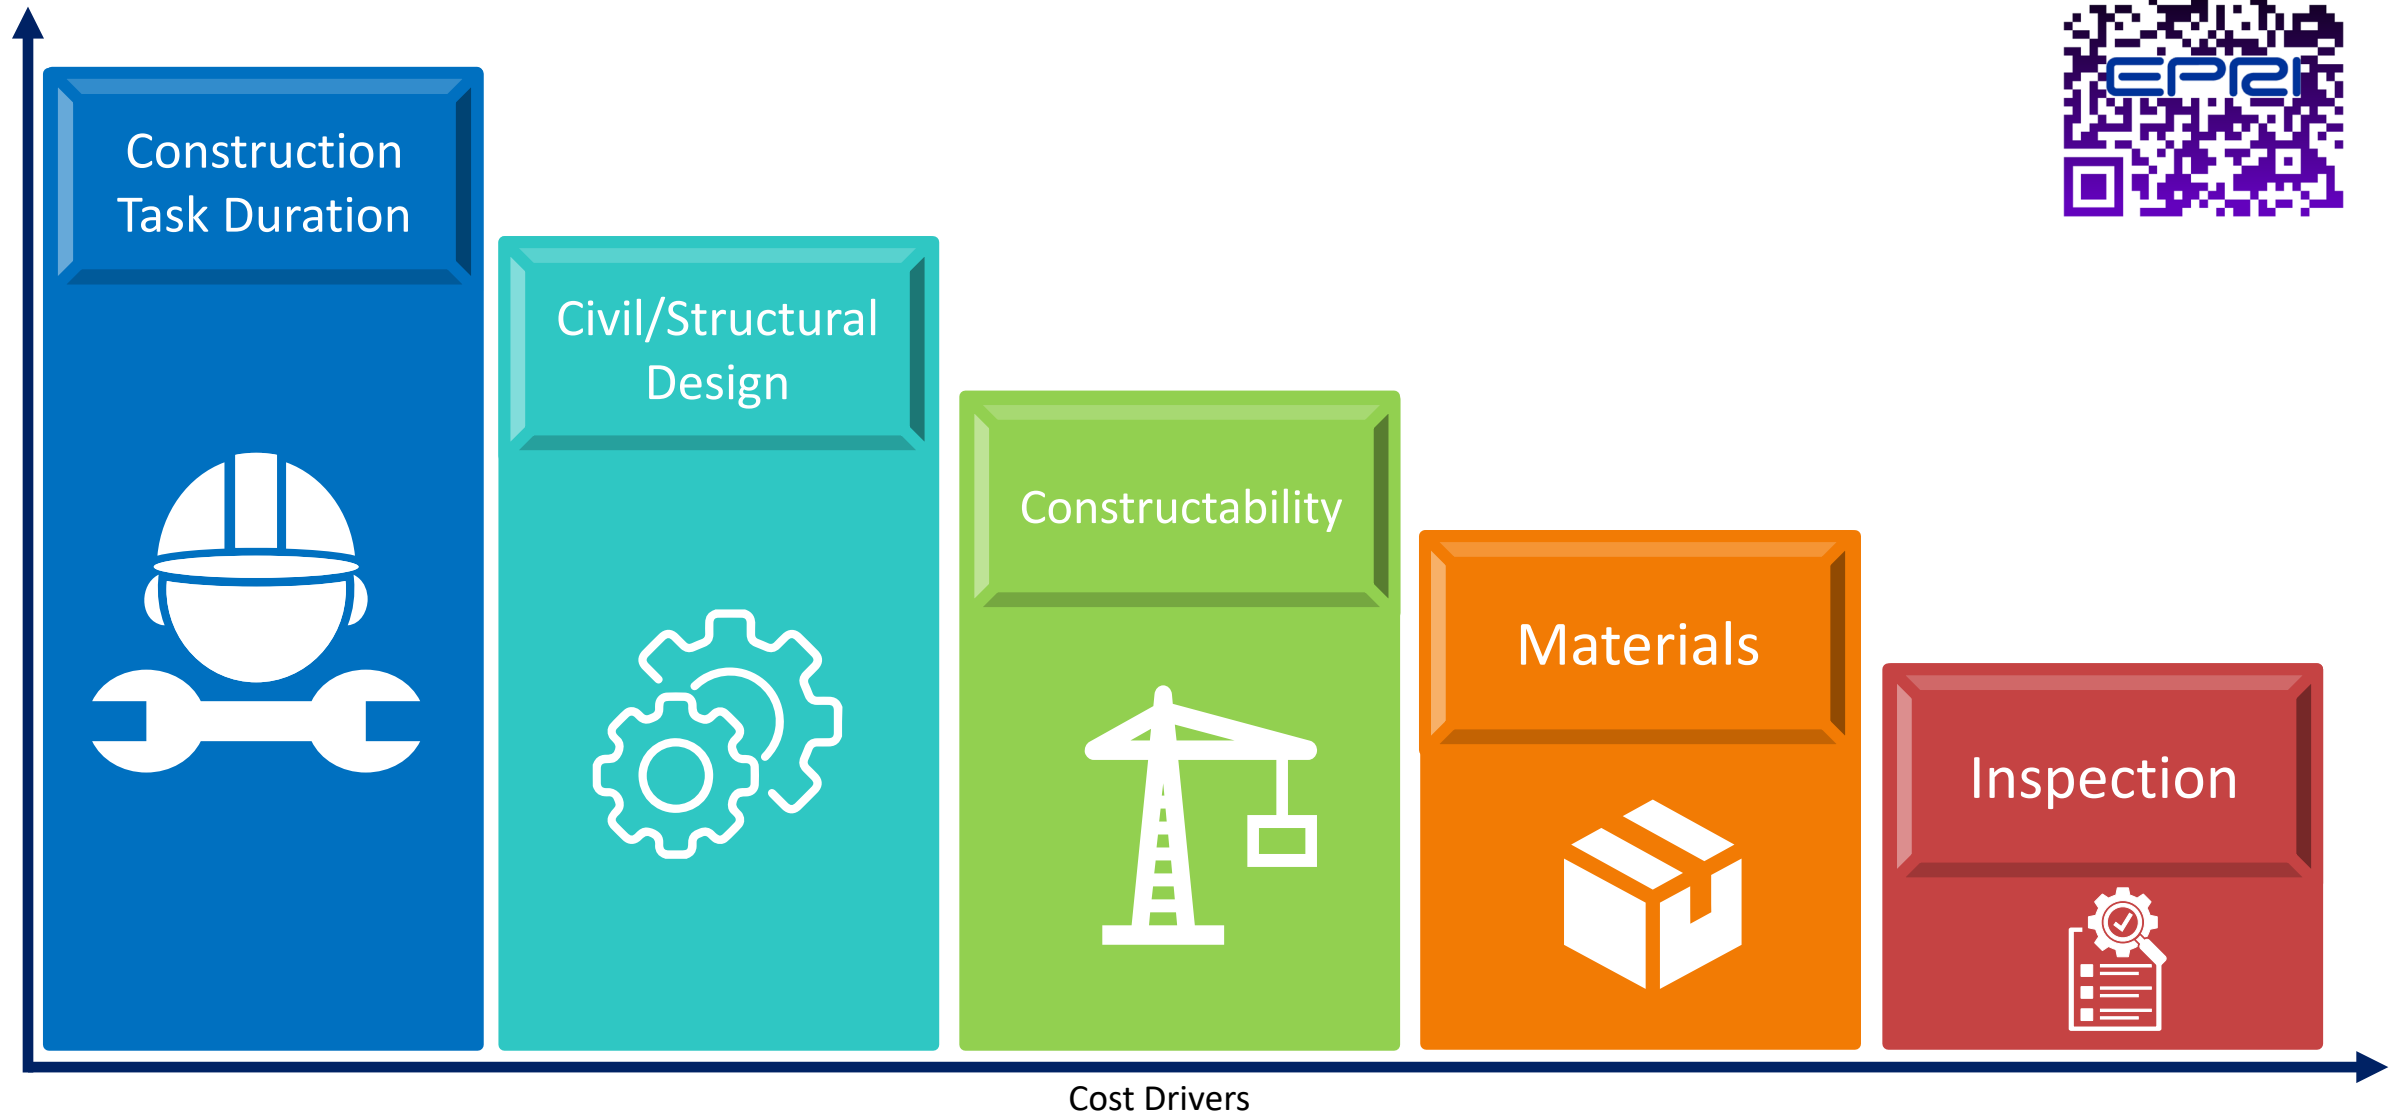 EPRI
Construction
Task Duration
Civil/Structural
Design
Constructability
Materials
Inspection
Cost Drivers